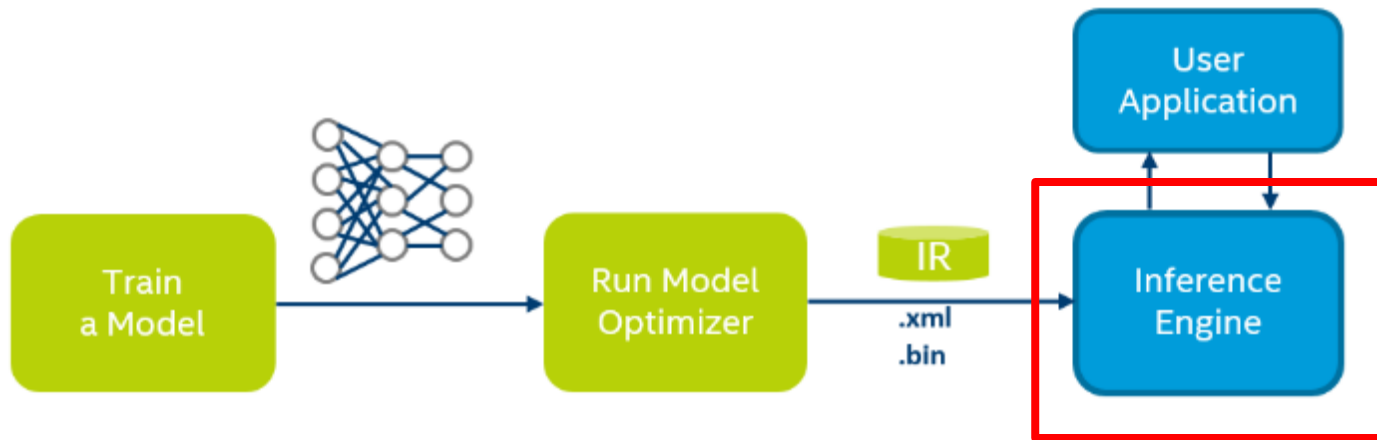 Train
a Model
Run Model
Optimizer
IR
.xml
.bin
User
Application
Inference
Engine